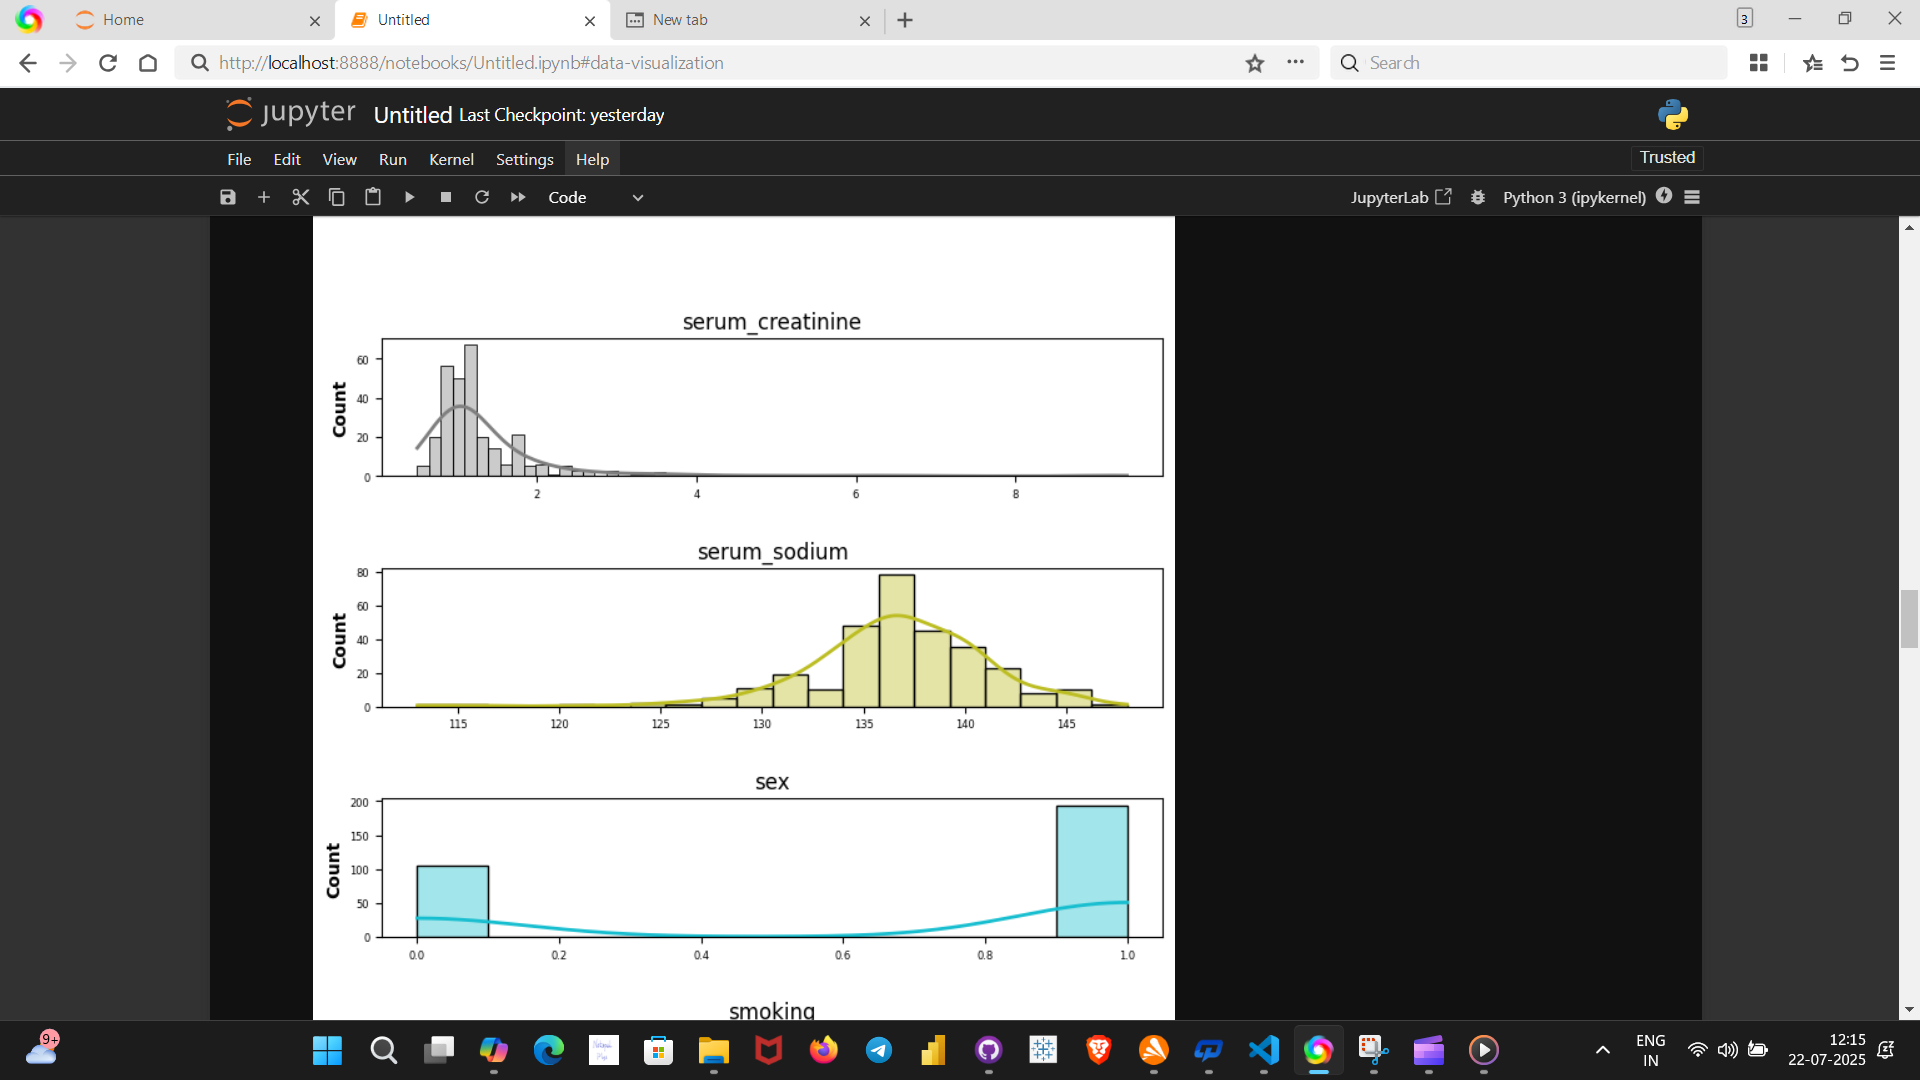 Home
Untitled
New tab
3
http://localhost:8888/notebooks/Untitled.ipynb#data-visualization
Search
jupyter Untitled Last Checkpoint: yesterday
File Edit View Run Kernel Settings Help
Trusted
Code
JupyterLab
Python 3 (ipykernel)
serum_creatinine
Count
60
40
20
0
2 4 6 8
serum_sodium
Count
80
60
40
20
0
115 120 125 130 135 140 145
sex
Count
200
150
100
50
0
0.0 0.2 0.4 0.6 0.8 1.0
smoking
9+
ENG
IN
12:15
22-07-2025